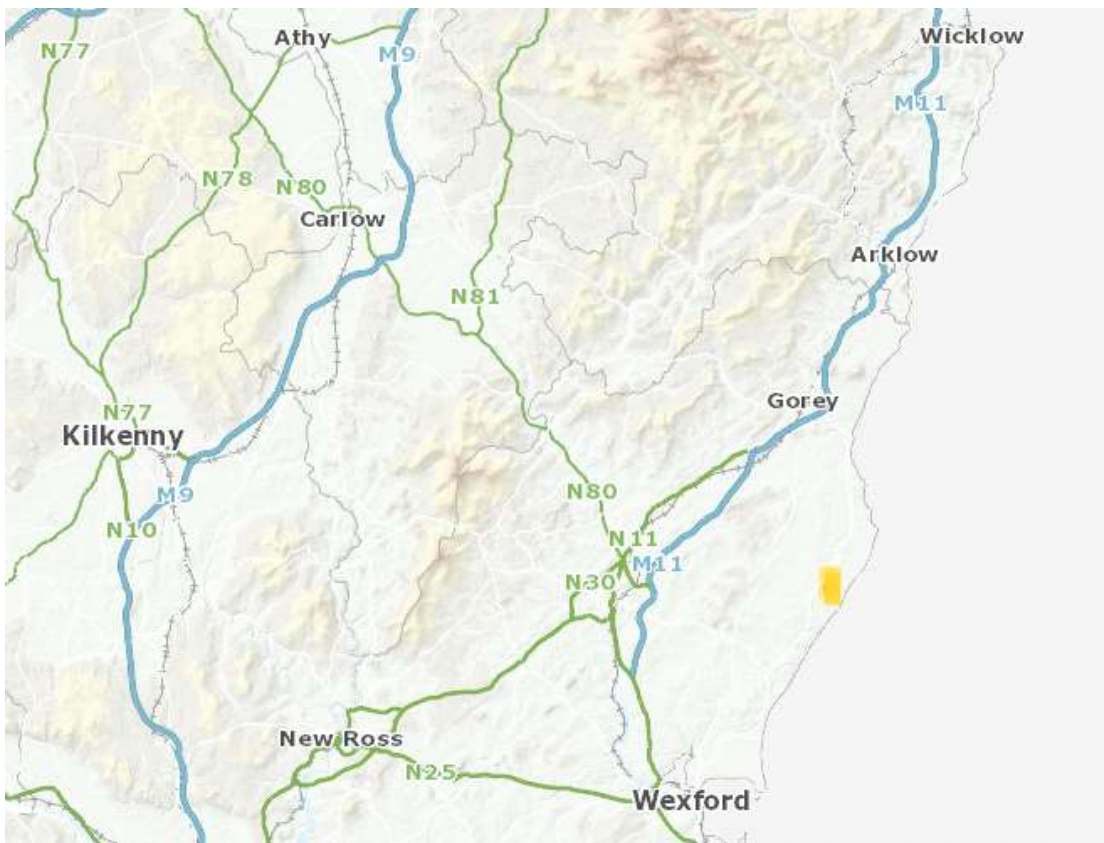 Wicklow
Athy
N77
M9
M11
N78
N80
Carlow
Arklow
N81
Gorey
N77
Kilkenny
N80
M9
N10
N11
M11
N30
New Ross
N25
Wexford